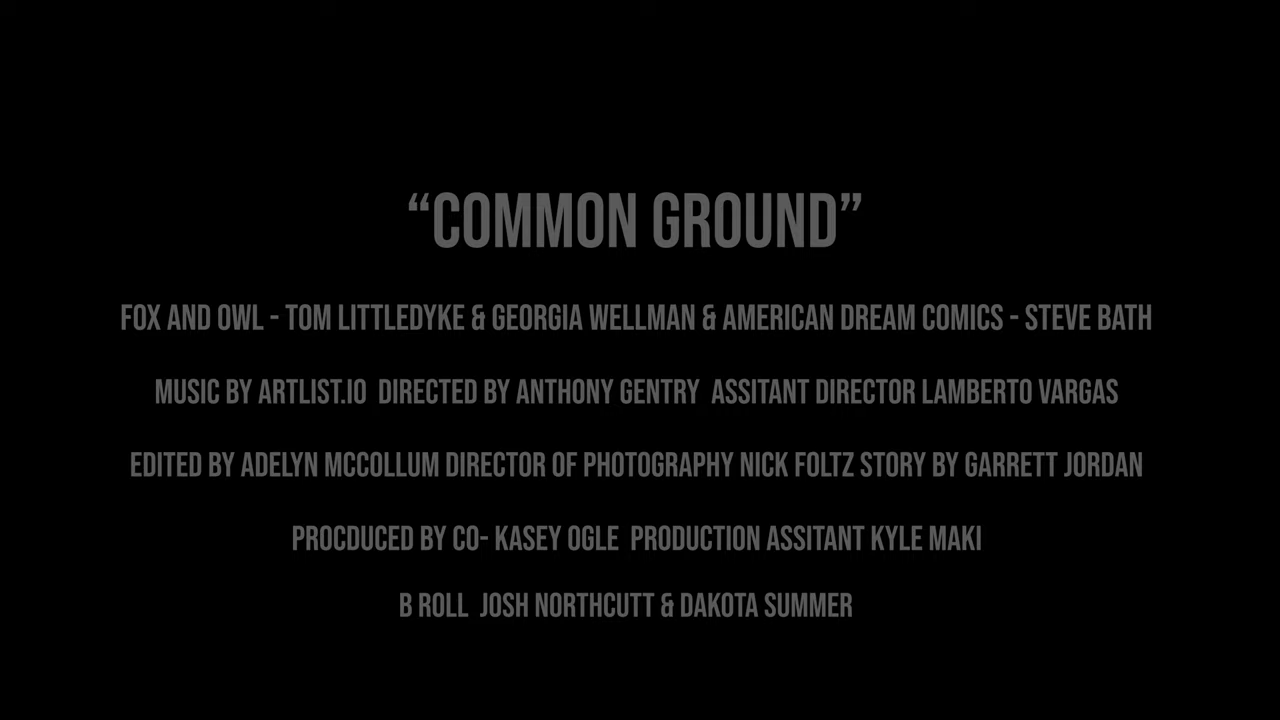 “COMMON GROUND”
FOX AND OWL - TOM LITTLEDYKE & GEORGIA WELLMAN & AMERICAN DREAM COMICS - STEVE BATH
MUSIC BY ARTLIST.IO  DIRECTED BY ANTHONY GENTRY  ASSITANT DIRECTOR LAMBERTO VARGAS
EDITED BY ADELYN MCCOLLUM DIRECTOR OF PHOTOGRAPHY NICK FOLTZ STORY BY GARRETT JORDAN
PROCDUCED BY CO- KASEY OGLE  PRODUCTION ASSITANT KYLE MAKI
B ROLL  JOSH NORTHCUTT & DAKOTA SUMMER